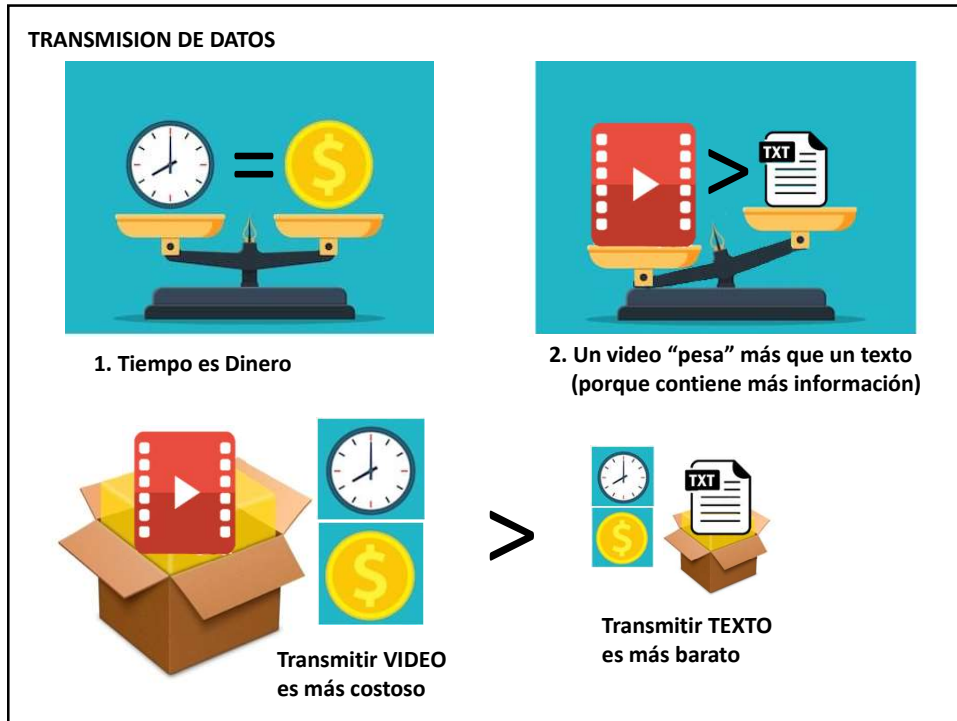 TRANSMISION DE DATOS
=
$
>
TXT
1. Tiempo es Dinero
2. Un video “pesa” más que un texto
(porque contiene más información)
$
>
$
TXT
Transmitir VIDEO
es más costoso
Transmitir TEXTO
es más barato